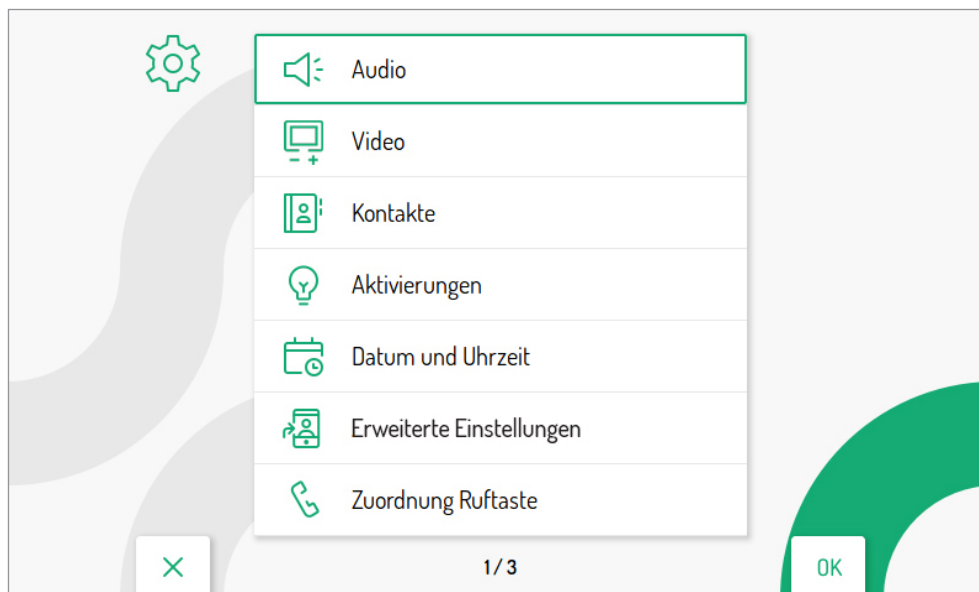 Audio
Video
Kontakte
Aktivierungen
Datum und Uhrzeit
Erweiterte Einstellungen
Zuordnung Ruftaste
1/3
OK